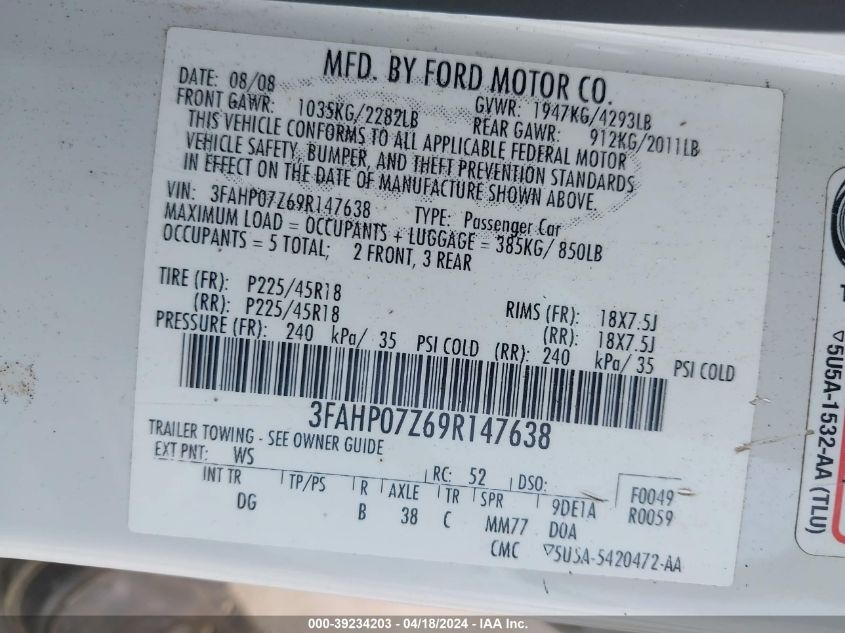 MFD. BY FORD MOTOR CO.
DATE: 08/08 GVWR: 1947KG/4293LB
FRONT GAWR: 1035KG/2282LB REAR GAWR: 912KG/2011LB
THIS VEHICLE CONFORMS TO ALL APPLICABLE FEDERAL MOTOR
VEHICLE SAFETY, BUMPER, AND THEFT PREVENTION STANDARDS
IN EFFECT ON THE DATE OF MANUFACTURE SHOWN ABOVE.
VIN: 3FAHP07Z69R147638 TYPE: Passenger Car
MAXIMUM LOAD = OCCUPANTS + LUGGAGE = 385KG/ 850LB
OCCUPANTS = 5 TOTAL; 2 FRONT, 3 REAR
TIRE (FR): P225/45R18 RIMS (FR): 18X7.5J
(RR): P225/45R18 (RR): 18X7.5J
PRESSURE (FR): 240 kPa/ 35 PSI COLD (RR): 240 kPa/ 35 PSI COLD
3FAHP07Z69R147638
TRAILER TOWING - SEE OWNER GUIDE
EXT PNT: WS RC: 52 DSO: F0049
INT TR TP/PS R AXLE TR SPR 9DE1A R0059
DG B 38 C MM77 D0A
CMC ▽5U5A-5420472-AA
▽5U5A-1532-AA (TLU)
000-39234203 - 04/18/2024 - IAA Inc.